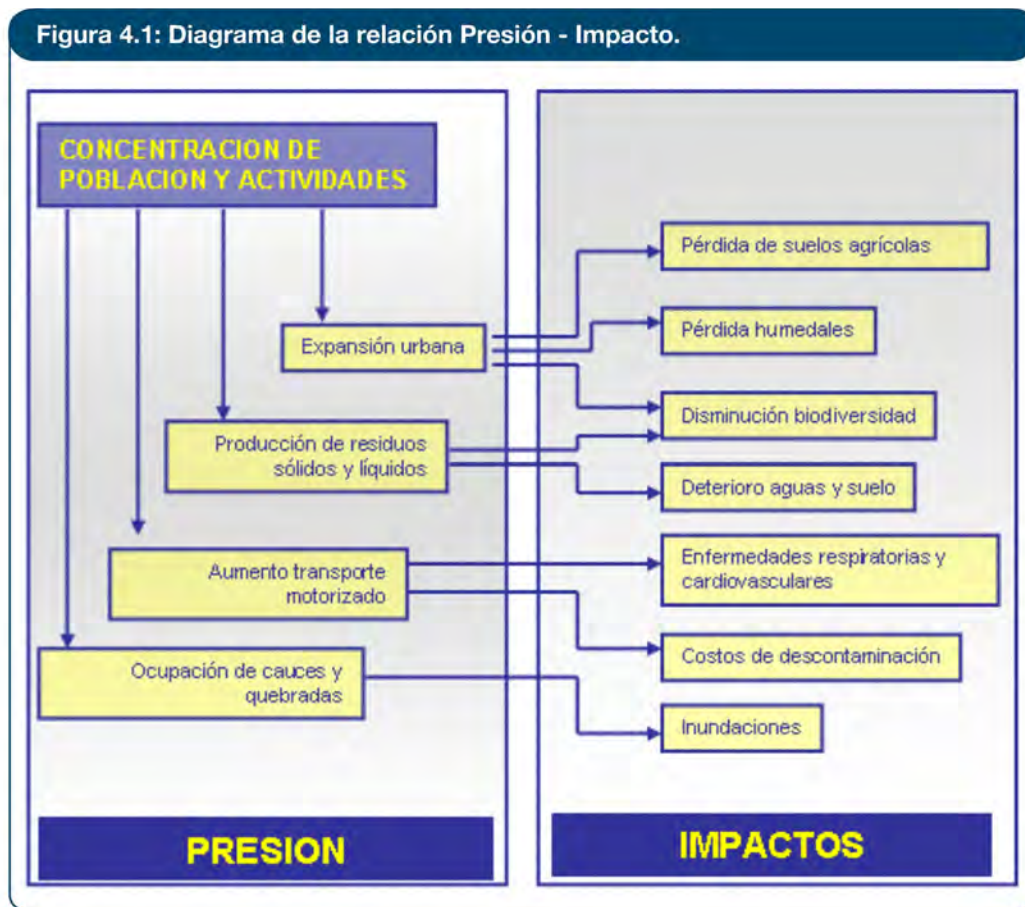 Figura 4.1: Diagrama de la relación Presión - Impacto.
CONCENTRACION DE
POBLACION Y ACTIVIDADES
Expansión urbana
Producción de residuos
sólidos y líquidos
Aumento transporte
motorizado
Ocupación de cauces y
quebradas
PRESION
Pérdida de suelos agrícolas
Pérdida humedales
Disminución biodiversidad
Deterioro aguas y suelo
Enfermedades respiratorias y
cardiovasculares
Costos de descontaminación
Inundaciones
IMPACTOS